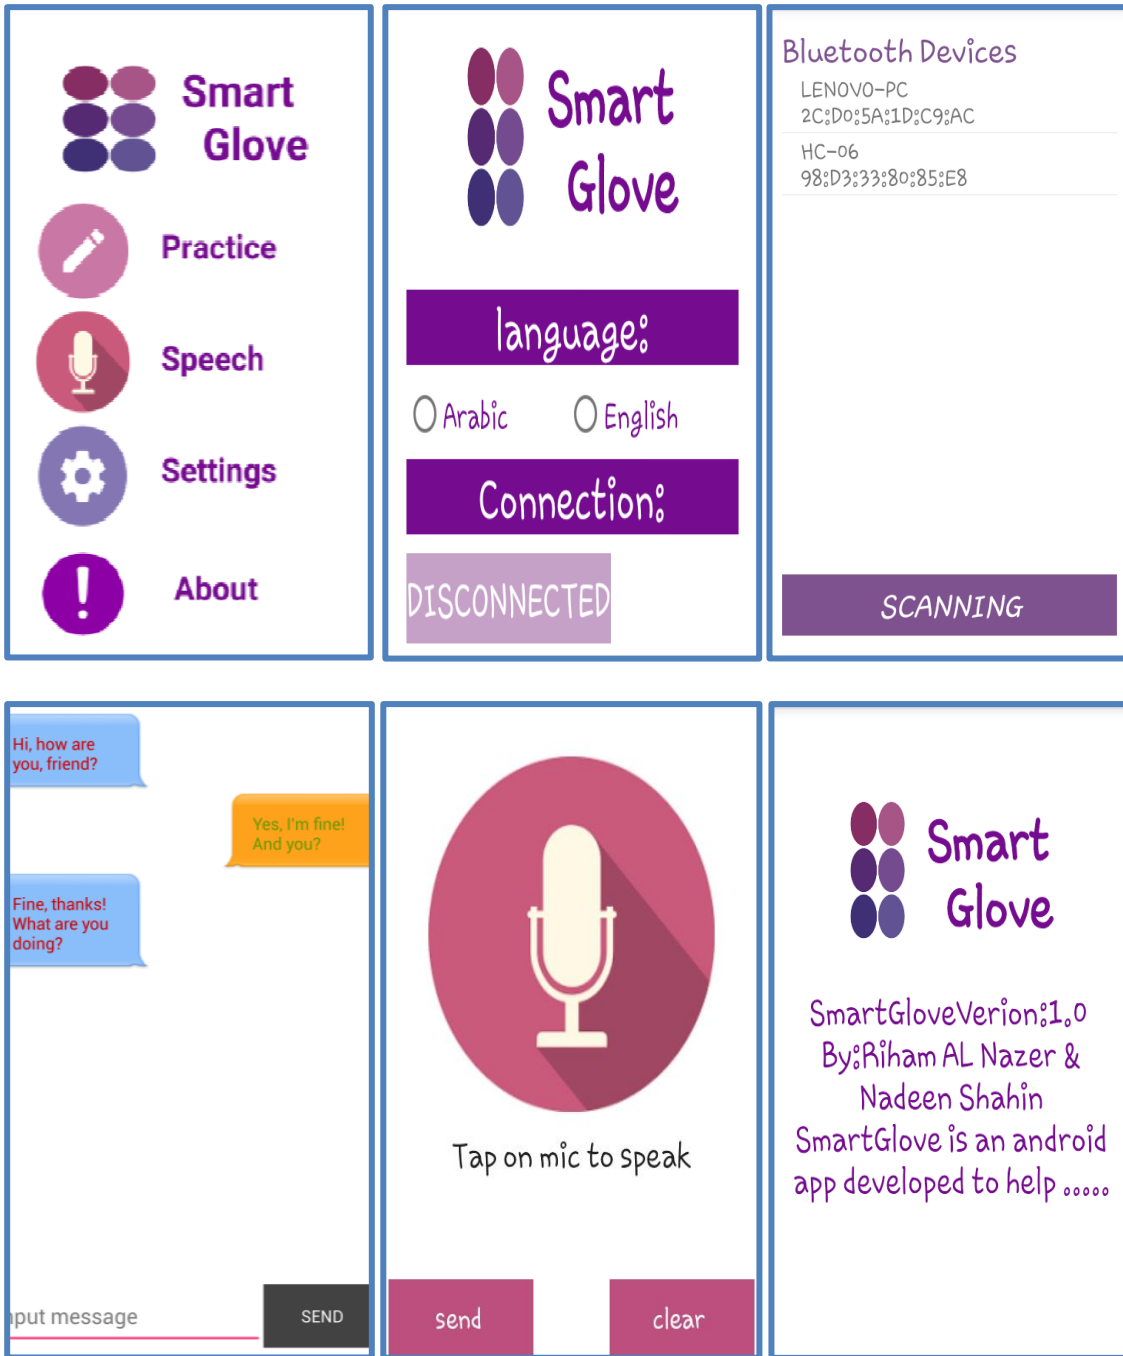 Smart
Glove
Practice
Speech
Settings
About
Smart
Glove
language:
Arabic English
Connection:
DISCONNECTED
Bluetooth Devices
LENOVO-PC
2C:D0:5A:1D:C9:AC
HC-06
98:D3:33:80:85:E8
SCANNING
Hi, how are
you, friend?
Yes, I'm fine!
And you?
Fine, thanks!
What are you
doing?
nput message
SEND
Tap on mic to speak
send clear
Smart
Glove
SmartGloveVerion:1.0
By:Riham AL Nazer &
Nadeen Shahin
SmartGlove is an android
app developed to help .....